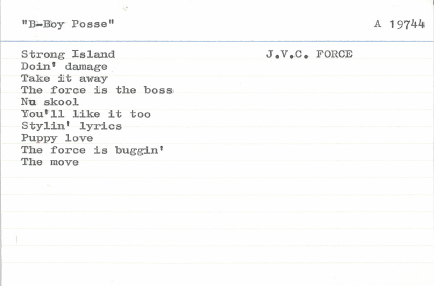 "B-Boy Posse" A 19744
Strong Island J.V.C. FORCE
Doin' damage
Take it away
The force is the boss
Nu skool
You'll like it too
Stylin' lyrics
Puppy love
The force is buggin'
The move